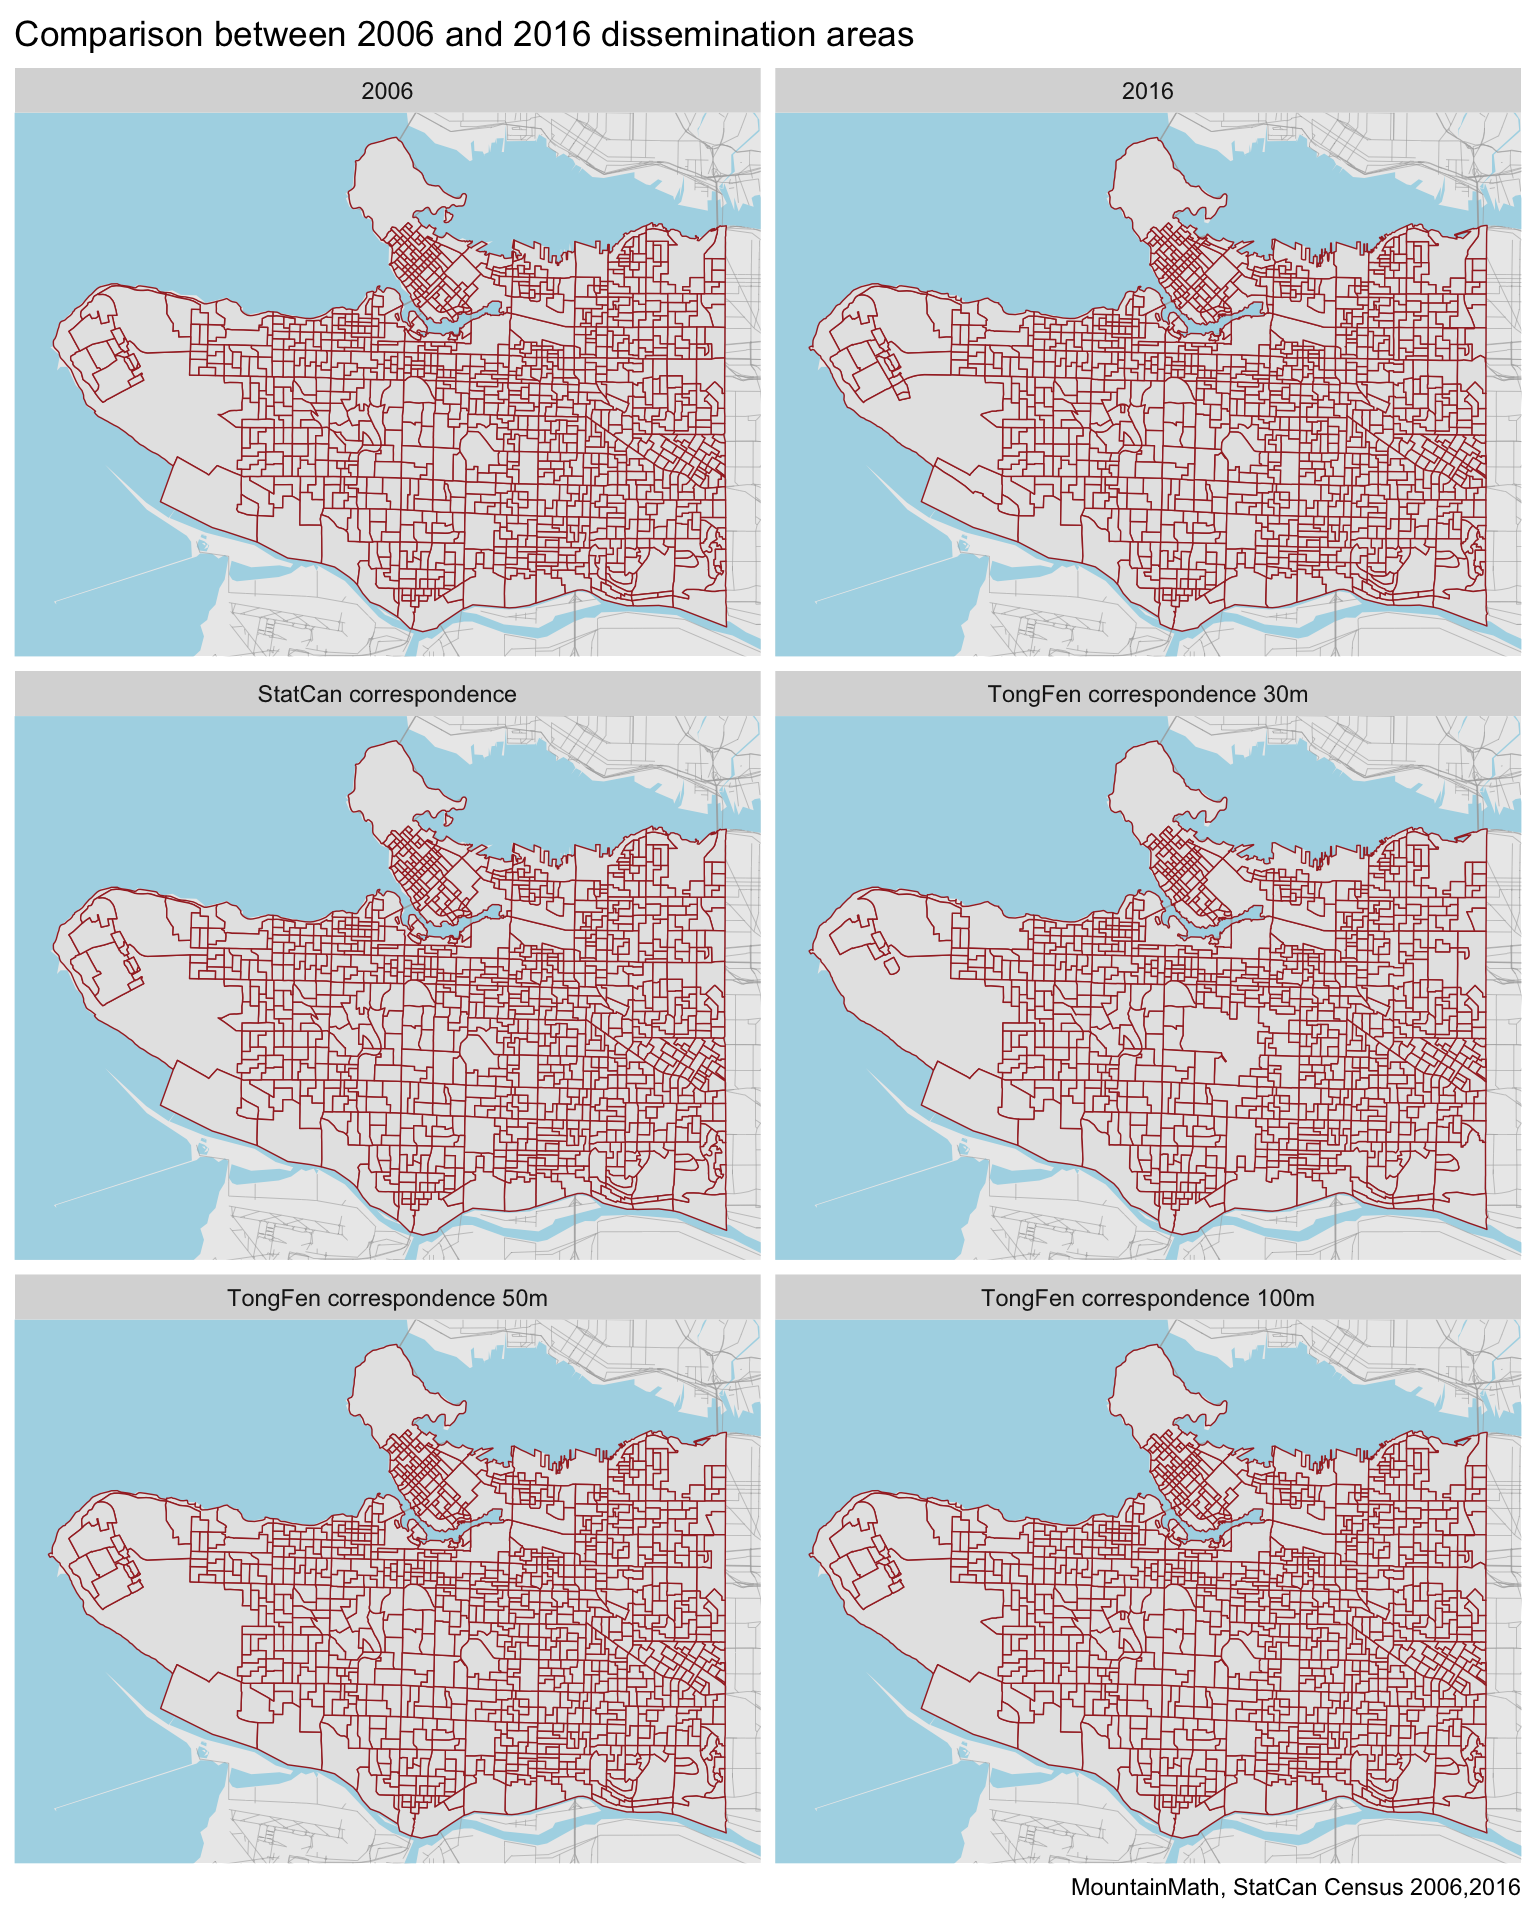 Comparison between 2006 and 2016 dissemination areas
2006
2016
StatCan correspondence
TongFen correspondence 30m
TongFen correspondence 50m
TongFen correspondence 100m
MountainMath, StatCan Census 2006,2016